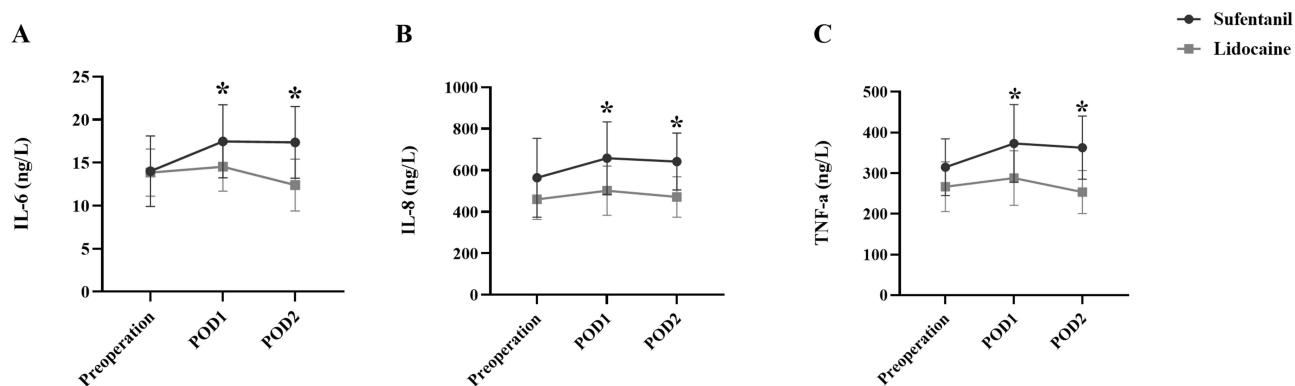 Sufentanil
Lidocaine
A
IL-6 (ng/L)
25
20
15
10
5
0
*
*
Preoperation
POD1
POD2
B
IL-8 (ng/L)
1000
800
600
400
200
0
*
*
Preoperation
POD1
POD2
C
TNF-a (ng/L)
500
400
300
200
100
0
*
*
Preoperation
POD1
POD2